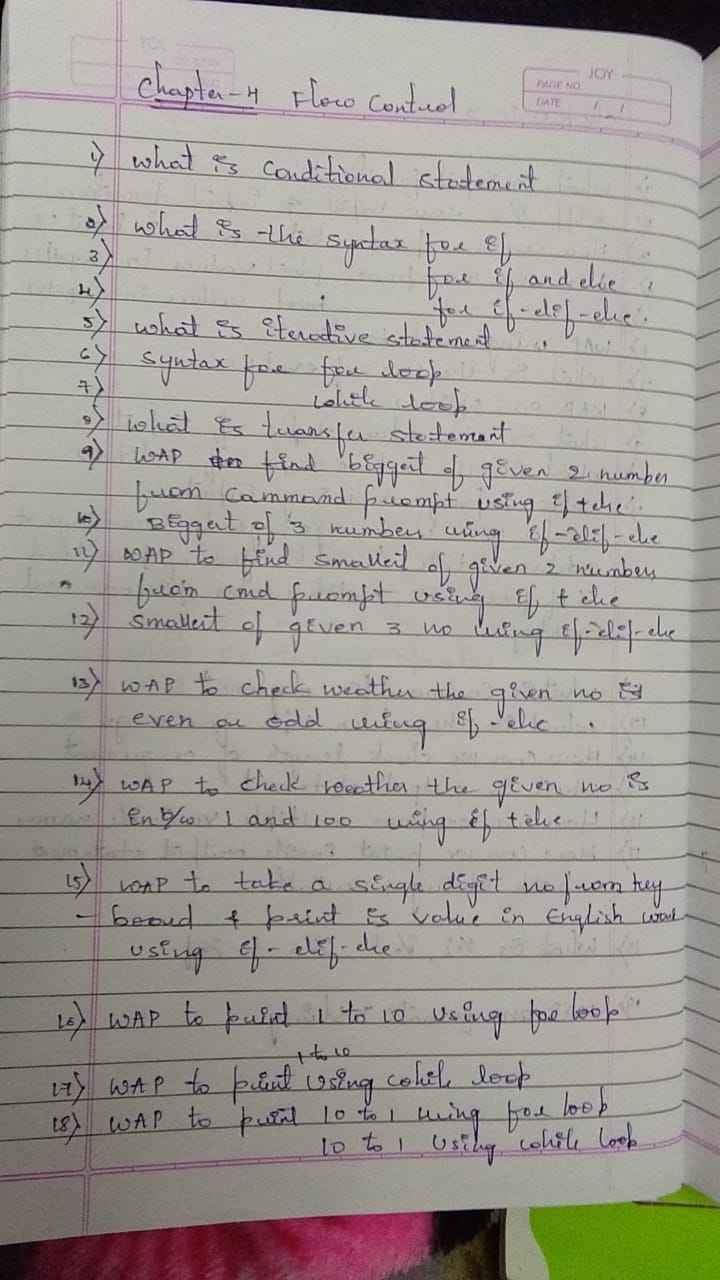 JOY
PAGE NO.
DATE / /
Chapter-4 Flow Control
1) what is conditional statement
2) what is the syntax for if
3) for if and else
4) for if-elif-else.
5) what is iterative statement
6) syntax for for loop
7) while loop
8) what is transfer statement
9) WAP find biggest of given 2 number
from command prompt using if + else
10) Biggest of 3 numbers using if-elif-else
11) WAP to find smallest of given 2 numbers
from cmd prompt using if + else
12) smallest of given 3 no using if-elif-else
13) WAP to check weather the given no is
even or odd using if-else .
14) WAP to check weather the given no is
in b/w 1 and 100 using if + else
15) WAP to take a single digit no from key
- board & print is value in English word
using if - elif-else
16) WAP to print 1 to 10 using for loop
1 to 10
17) WAP to print using while loop
18) WAP to print 10 to 1 using for loop
10 to 1 using while loop